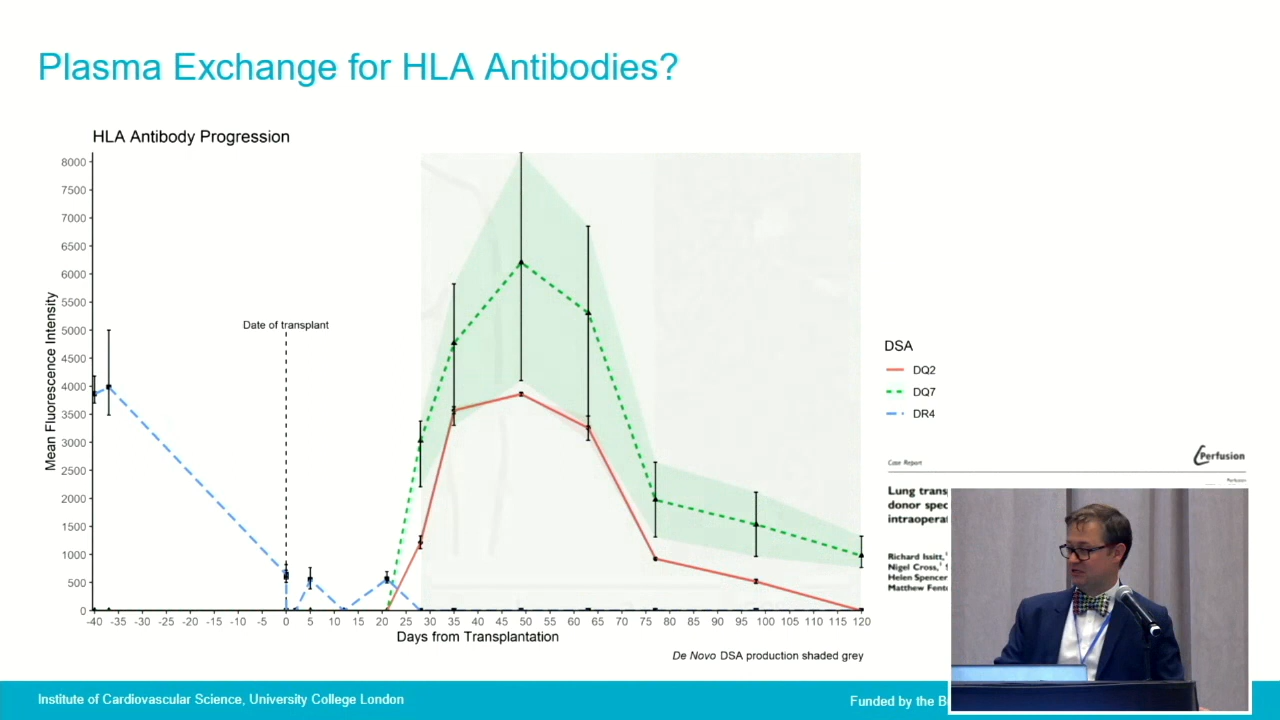 Plasma Exchange for HLA Antibodies?
HLA Antibody Progression
Mean Fluorescence Intensity
8000
7500
7000
6500
6000
5500
5000
4500
4000
3500
3000
2500
2000
1500
1000
500
0
Date of transplant
-40 -35 -30 -25 -20 -15 -10 -5 0 5 10 15 20 25 30 35 40 45 50 55 60 65 70 75 80 85 90 95 100 105 110 115 120
Days from Transplantation
De Novo DSA production shaded grey
DSA
DQ2
DQ7
DR4
Case Report
Perfusion
Perfusion
Lung
donor
Richard Issitt,
Nigel Cross,
Helen Spencer
Matthew
Institute of Cardiovascular Science, University College London
Funded by the